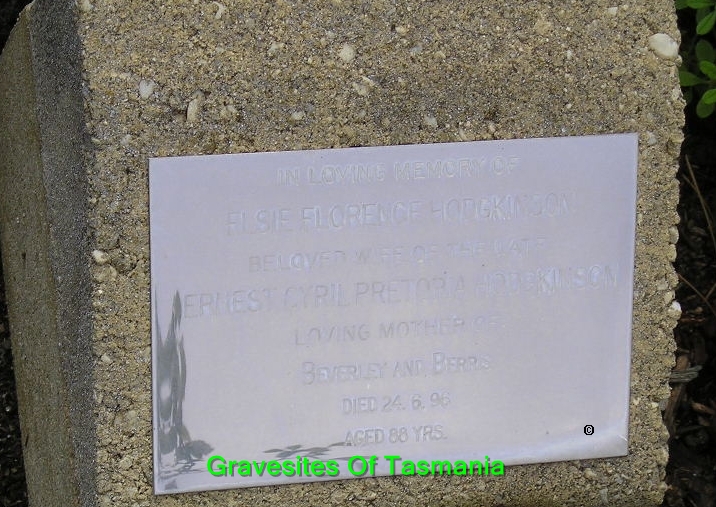 IN LOVING MEMORY OF
ELSIE FLORENCE HODGKINSON
BELOVED WIFE OF THE LATE
ERNEST CYRIL PRETORIA HODGKINSON
LOVING MOTHER OF
BEVERLEY AND
DIED 24. 6. 96
AGED 88 YRS.
©
Gravesites Of Tasmania